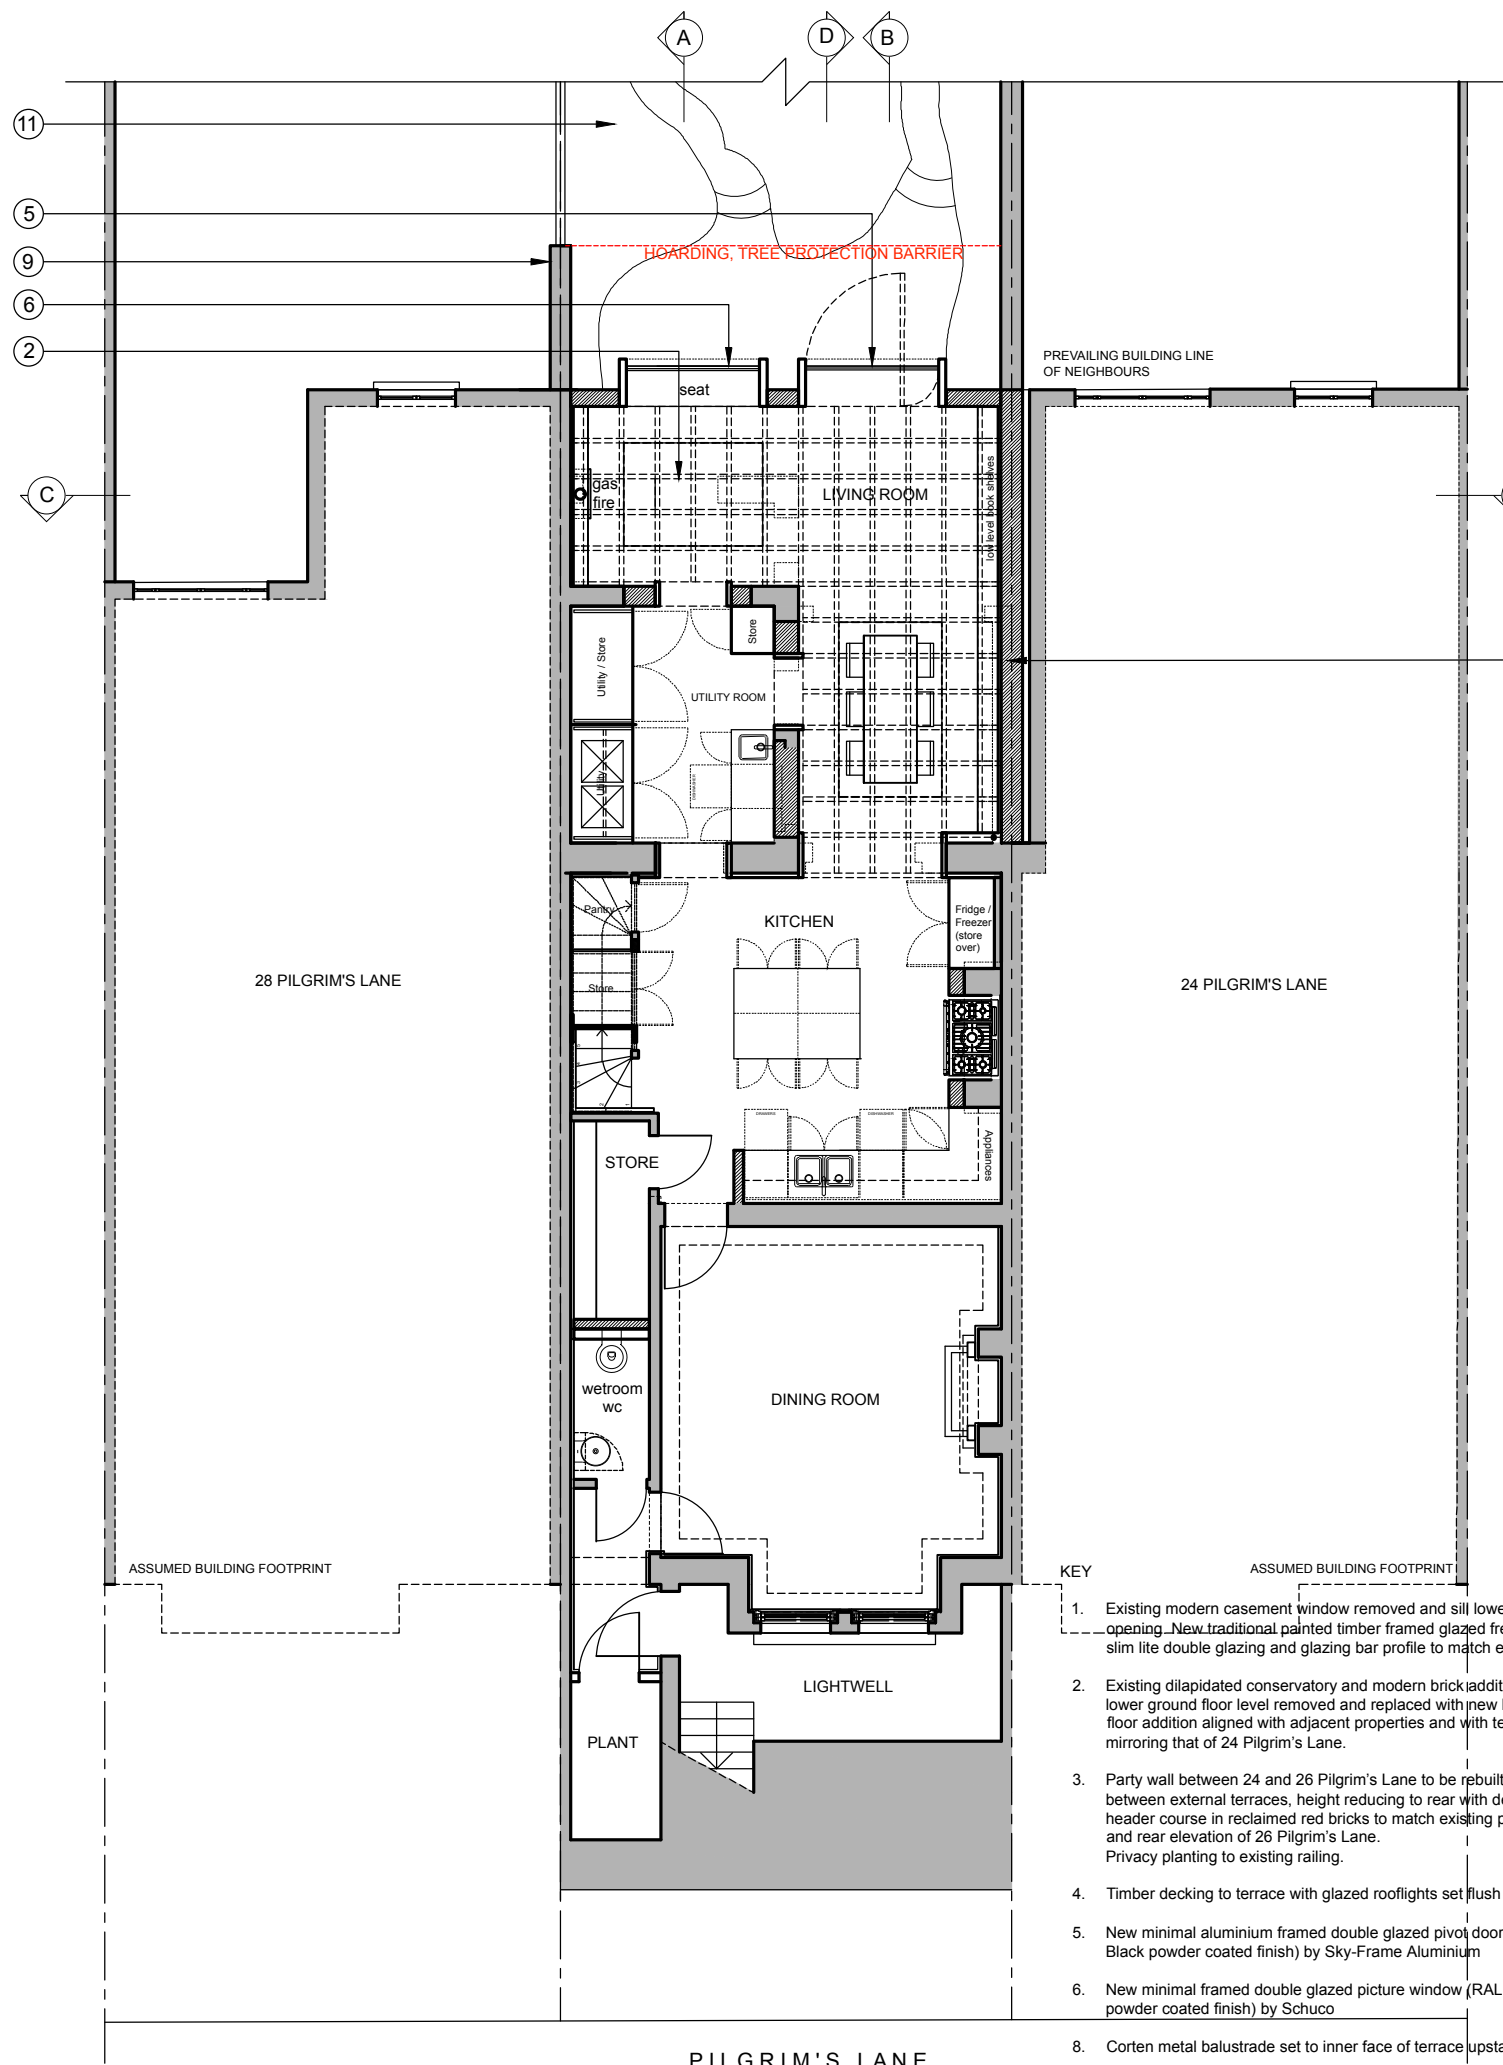 A
D
B
11
5
9
6
2
C
HOARDING, TREE PROTECTION BARRIER
PREVAILING BUILDING LINE
OF NEIGHBOURS
seat
gas
fire
LIVING ROOM
low level book shelves
Utility / Store
Store
UTILITY ROOM
Utility
DISHWASHER
Pantry
KITCHEN
Fridge /
Freezer
(store
over)
28 PILGRIM'S LANE
24 PILGRIM'S LANE
Store
DRAWERS
DISHWASHER
Appliances
STORE
wetroom
wc
DINING ROOM
ASSUMED BUILDING FOOTPRINT
ASSUMED BUILDING FOOTPRINT
LIGHTWELL
PLANT
KEY
1. Existing modern casement window removed and sill lowe
opening. New traditional painted timber framed glazed fre
slim lite double glazing and glazing bar profile to match e
2. Existing dilapidated conservatory and modern brick addit
lower ground floor level removed and replaced with new
floor addition aligned with adjacent properties and with te
mirroring that of 24 Pilgrim's Lane.
3. Party wall between 24 and 26 Pilgrim's Lane to be rebuilt
between external terraces, height reducing to rear with de
header course in reclaimed red bricks to match existing p
and rear elevation of 26 Pilgrim's Lane.
Privacy planting to existing railing.
4. Timber decking to terrace with glazed rooflights set flush
5. New minimal aluminium framed double glazed pivot door
Black powder coated finish) by Sky-Frame Aluminium
6. New minimal framed double glazed picture window (RAL
powder coated finish) by Schuco
8. Corten metal balustrade set to inner face of terrace upsta
PILGRIM'S LANE